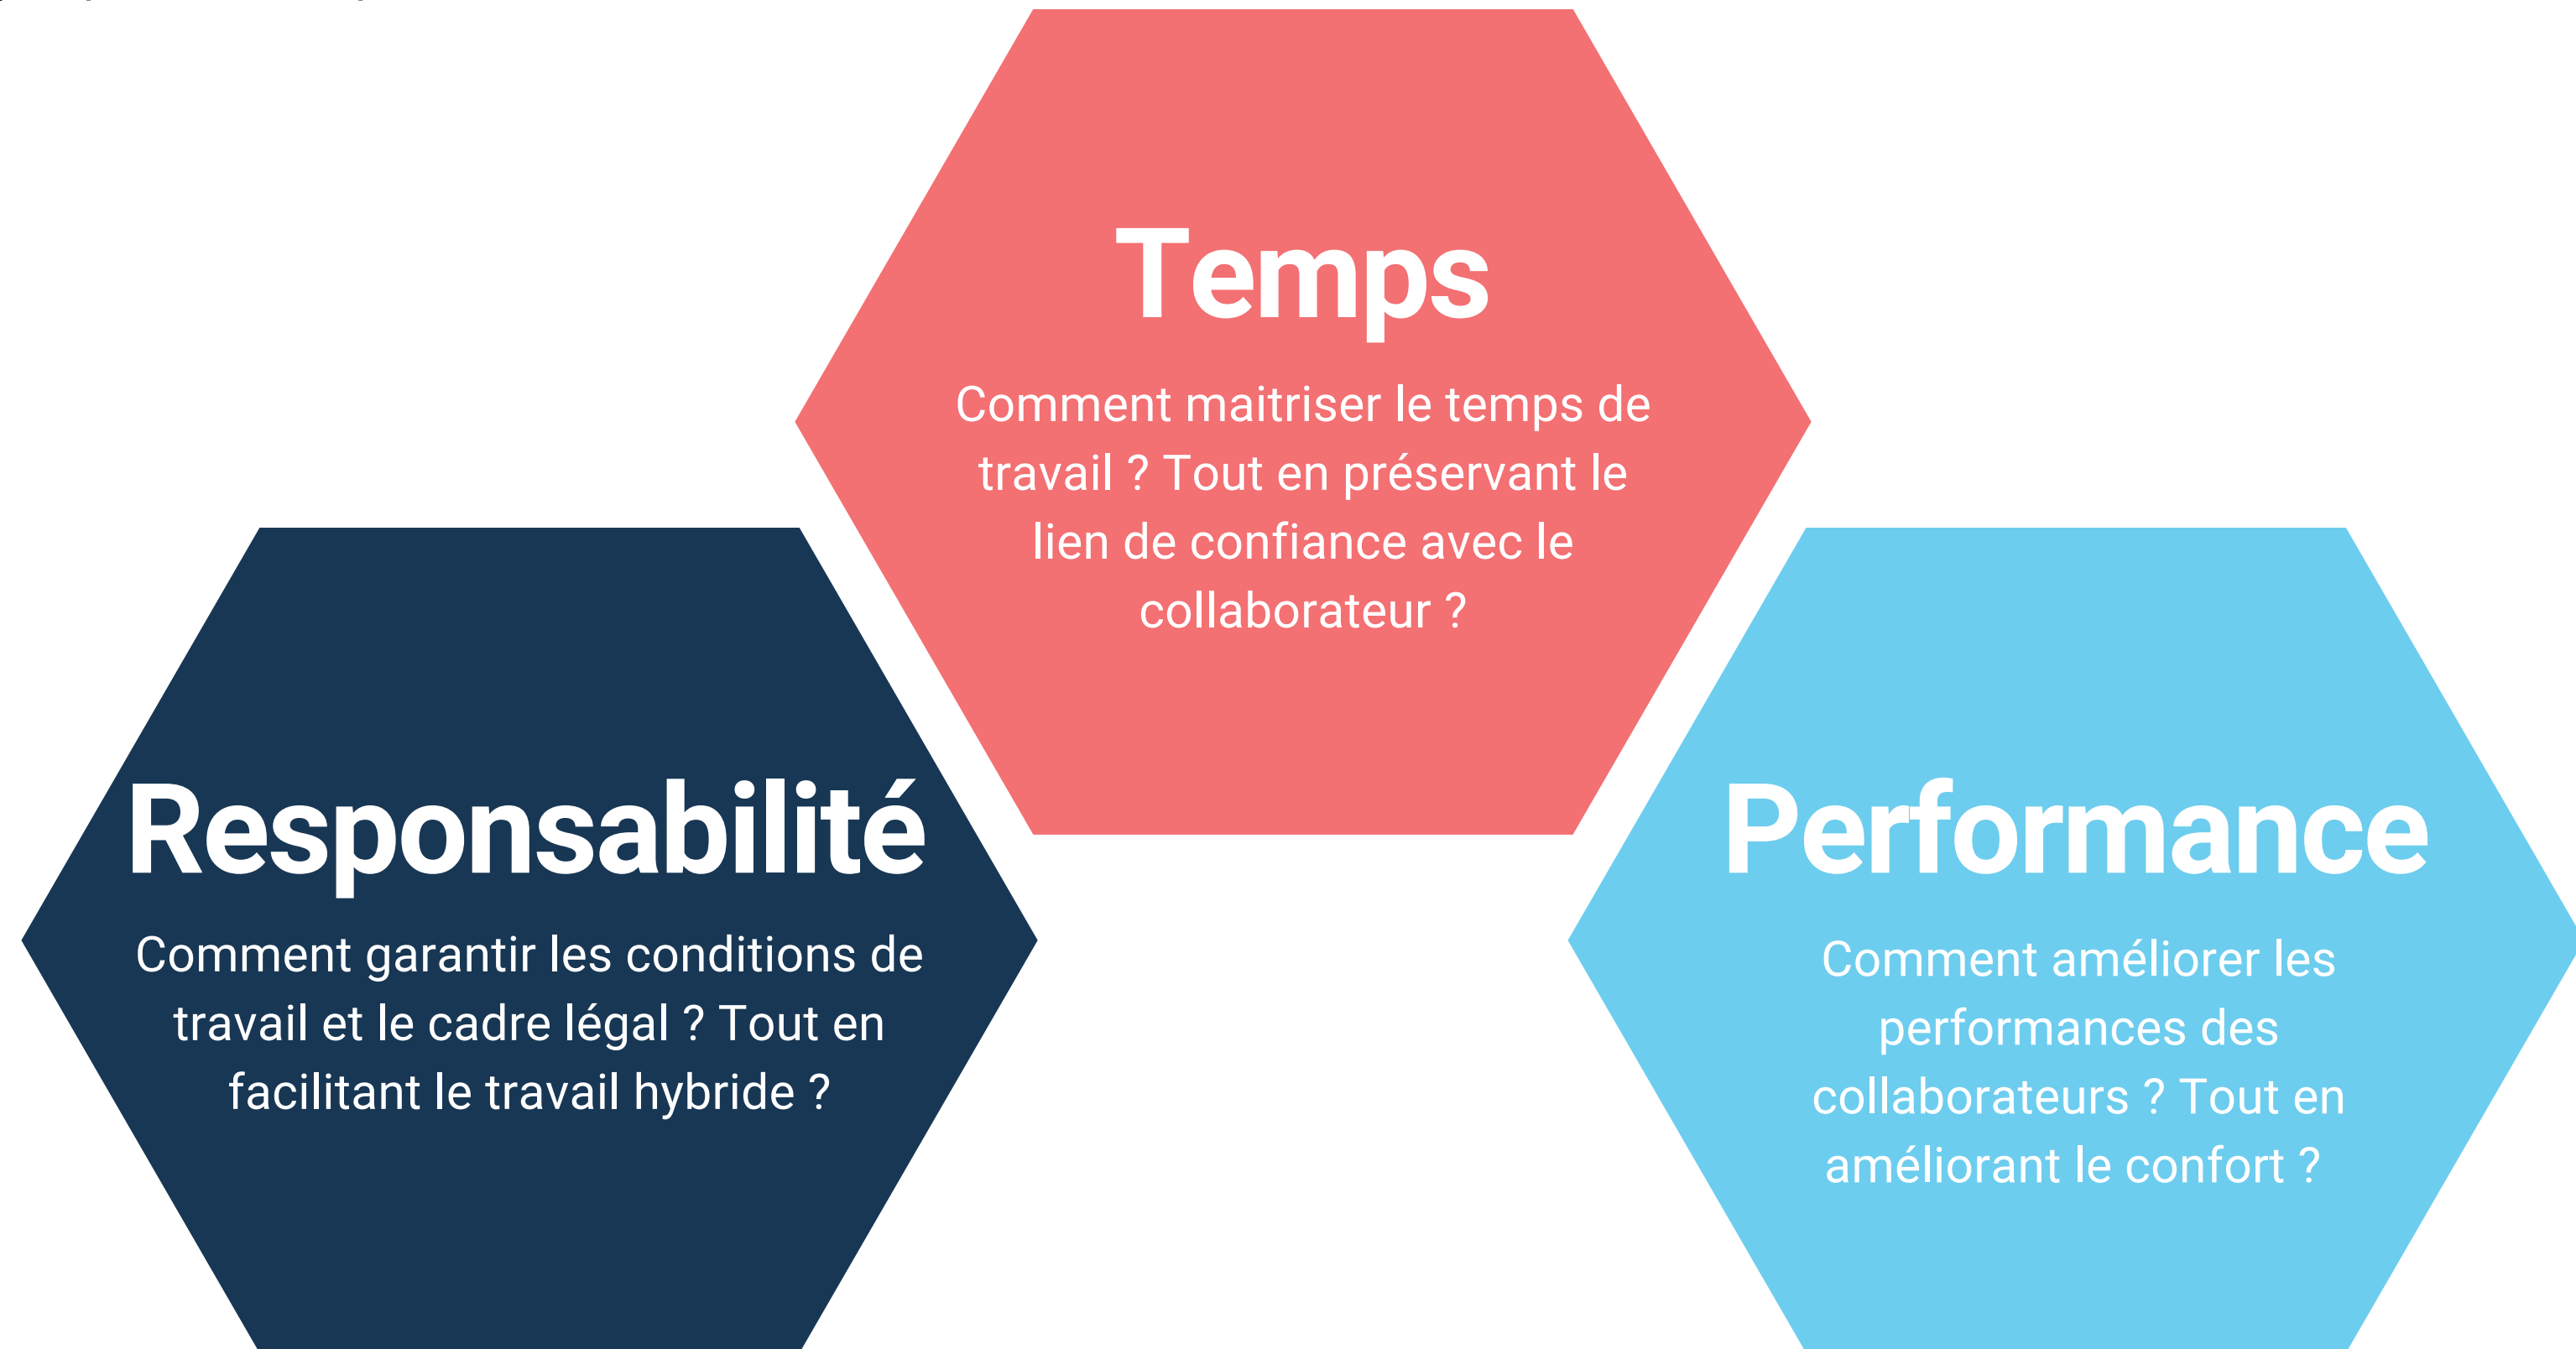 Temps
Comment maitriser le temps de
travail ? Tout en préservant le
lien de confiance avec le
collaborateur ?
Responsabilité
Comment garantir les conditions de
travail et le cadre légal ? Tout en
facilitant le travail hybride ?
Performance
Comment améliorer les
performances des
collaborateurs ? Tout en
améliorant le confort ?